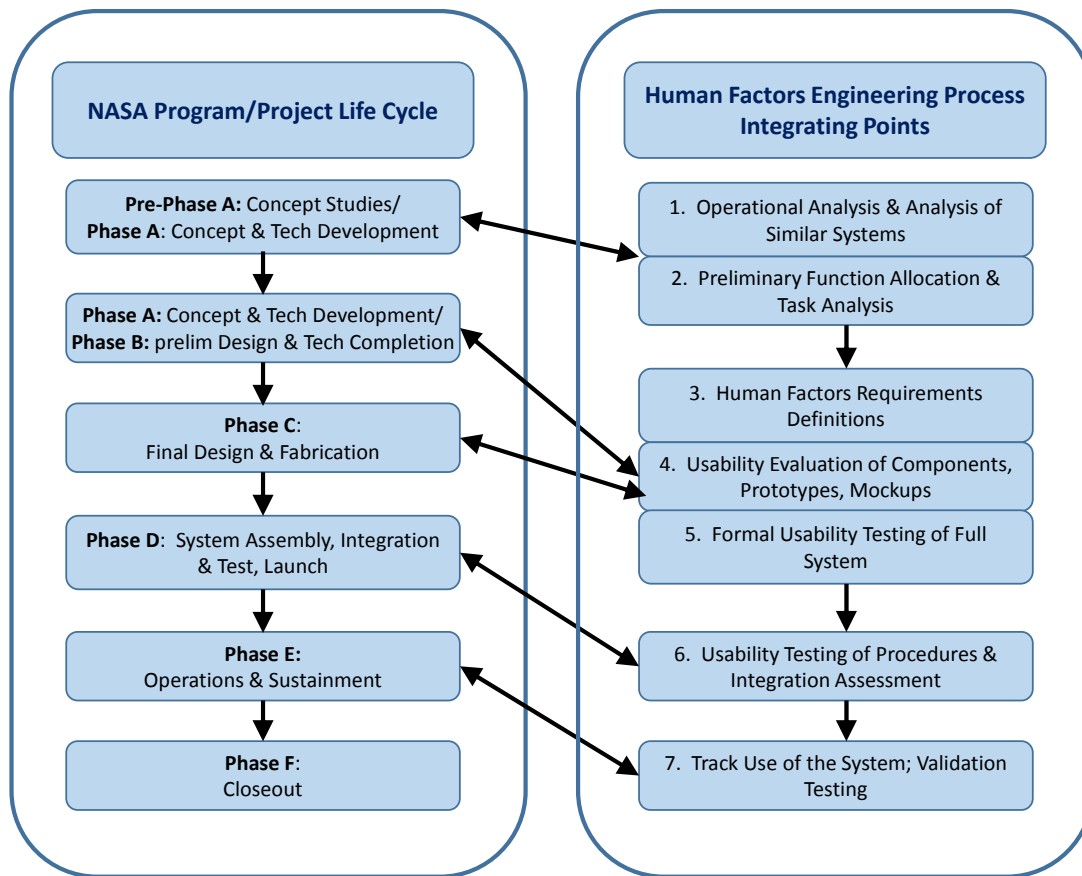 NASA Program/Project Life Cycle
Pre-Phase A: Concept Studies/
Phase A: Concept & Tech Development
Phase A: Concept & Tech Development/
Phase B: prelim Design & Tech Completion
Phase C:
Final Design & Fabrication
Phase D:  System Assembly, Integration
& Test, Launch
Phase E:
Operations & Sustainment
Phase F:
Closeout
Human Factors Engineering Process
Integrating Points
1.  Operational Analysis & Analysis of
Similar Systems
2.  Preliminary Function Allocation &
Task Analysis
3.  Human Factors Requirements
Definitions
4.  Usability Evaluation of Components,
Prototypes, Mockups
5.  Formal Usability Testing of Full
System
6.  Usability Testing of Procedures &
Integration Assessment
7.  Track Use of the System; Validation
Testing